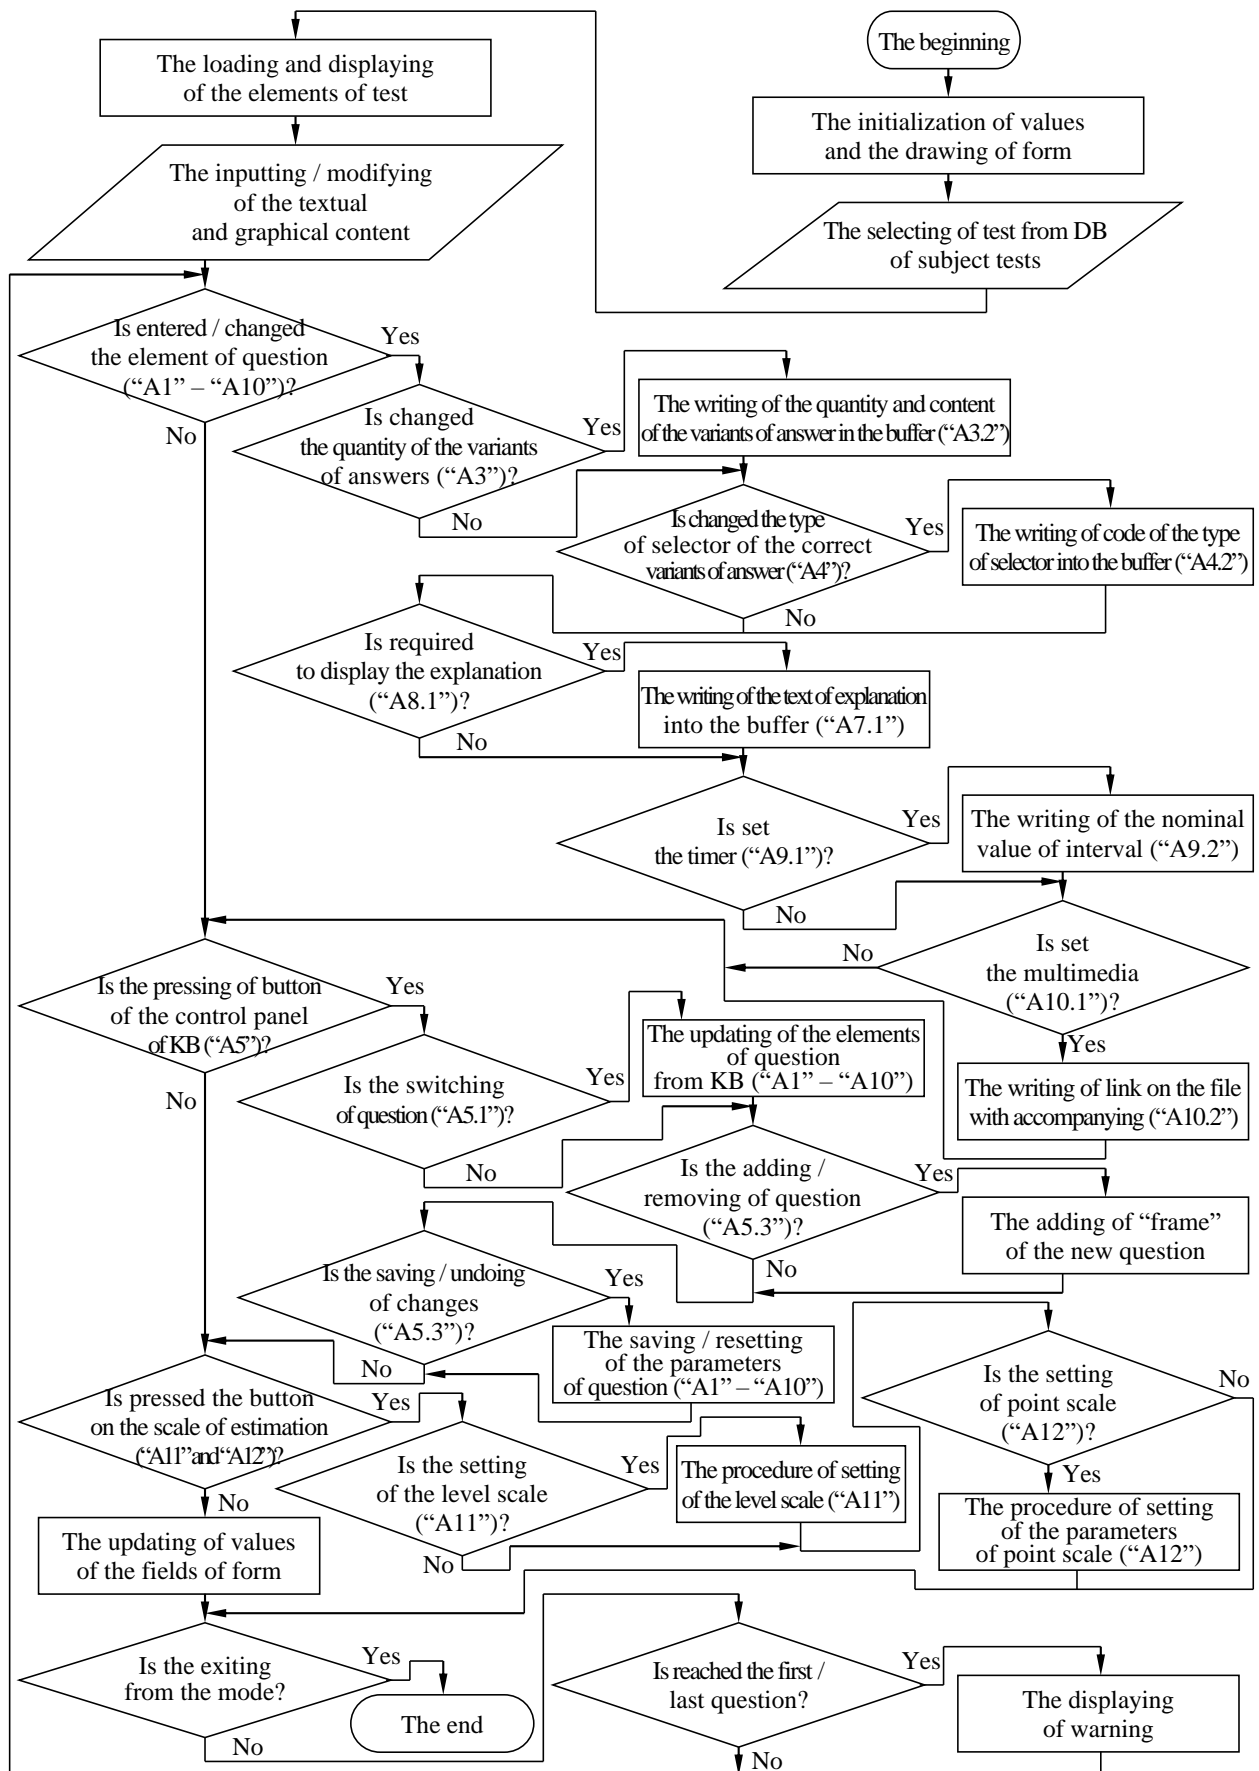 The beginning
The initialization of values
and the drawing of form
The selecting of test from DB
of subject tests
The loading and displaying
of the elements of test
The inputting / modifying
of the textual
and graphical content
Is entered / changed
the element of question
(“A1” – “A10”)?
Yes
No
Is changed
the quantity of the variants
of answers (“A3”)?
Yes
No
The writing of the quantity and content
of the variants of answer in the buffer (“A3.2”)
Is changed the type
of selector of the correct
variants of answer (“A4”)?
Yes
No
The writing of code of the type
of selector into the buffer (“A4.2”)
Is required
to display the explanation
(“A8.1”)?
Yes
No
The writing of the text of explanation
into the buffer (“A7.1”)
Is set
the timer (“A9.1”)?
Yes
No
The writing of the nominal
value of interval (“A9.2”)
Is set
the multimedia
(“A10.1”)?
No
Yes
The writing of link on the file
with accompanying (“A10.2”)
Is the pressing of button
of the control panel
of KB (“A5”)?
Yes
No
Is the switching
of question (“A5.1”)?
Yes
No
The updating of the elements
of question
from KB (“A1” – “A10”)
Is the adding /
removing of question
(“A5.3”)?
Yes
No
The adding of “frame”
of the new question
Is the saving / undoing
of changes
(“A5.3”)?
Yes
No
The saving / resetting
of the parameters
of question (“A1” – “A10”)
Is pressed the button
on the scale of estimation
(“A11” and “A12”)?
Yes
No
Is the setting
of the level scale
(“A11”)?
Yes
No
The procedure of setting
of the level scale (“A11”)
Is the setting
of point scale
(“A12”)?
No
Yes
The procedure of setting
of the parameters
of point scale (“A12”)
The updating of values
of the fields of form
Is the exiting
from the mode?
Yes
No
The end
Is reached the first /
last question?
Yes
No
The displaying
of warning